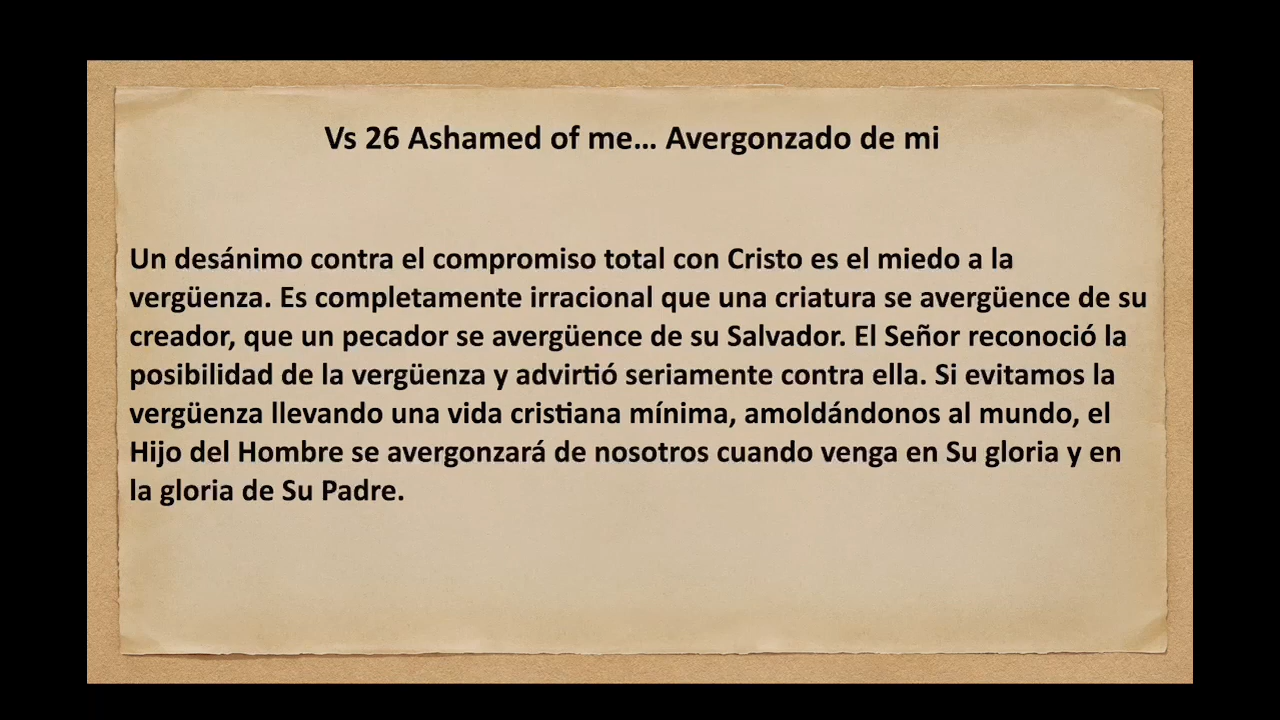 Vs 26 Ashamed of me... Avergonzado de mi
Un desánimo contra el compromiso total con Cristo es el miedo a la
vergüenza. Es completamente irracional que una criatura se avergüence de su
creador, que un pecador se avergüence de su Salvador. El Señor reconoció la
posibilidad de la vergüenza y advirtió seriamente contra ella. Si evitamos la
vergüenza llevando una vida cristiana mínima, amoldándonos al mundo, el
Hijo del Hombre se avergonzará de nosotros cuando venga en Su gloria y en
la gloria de Su Padre.